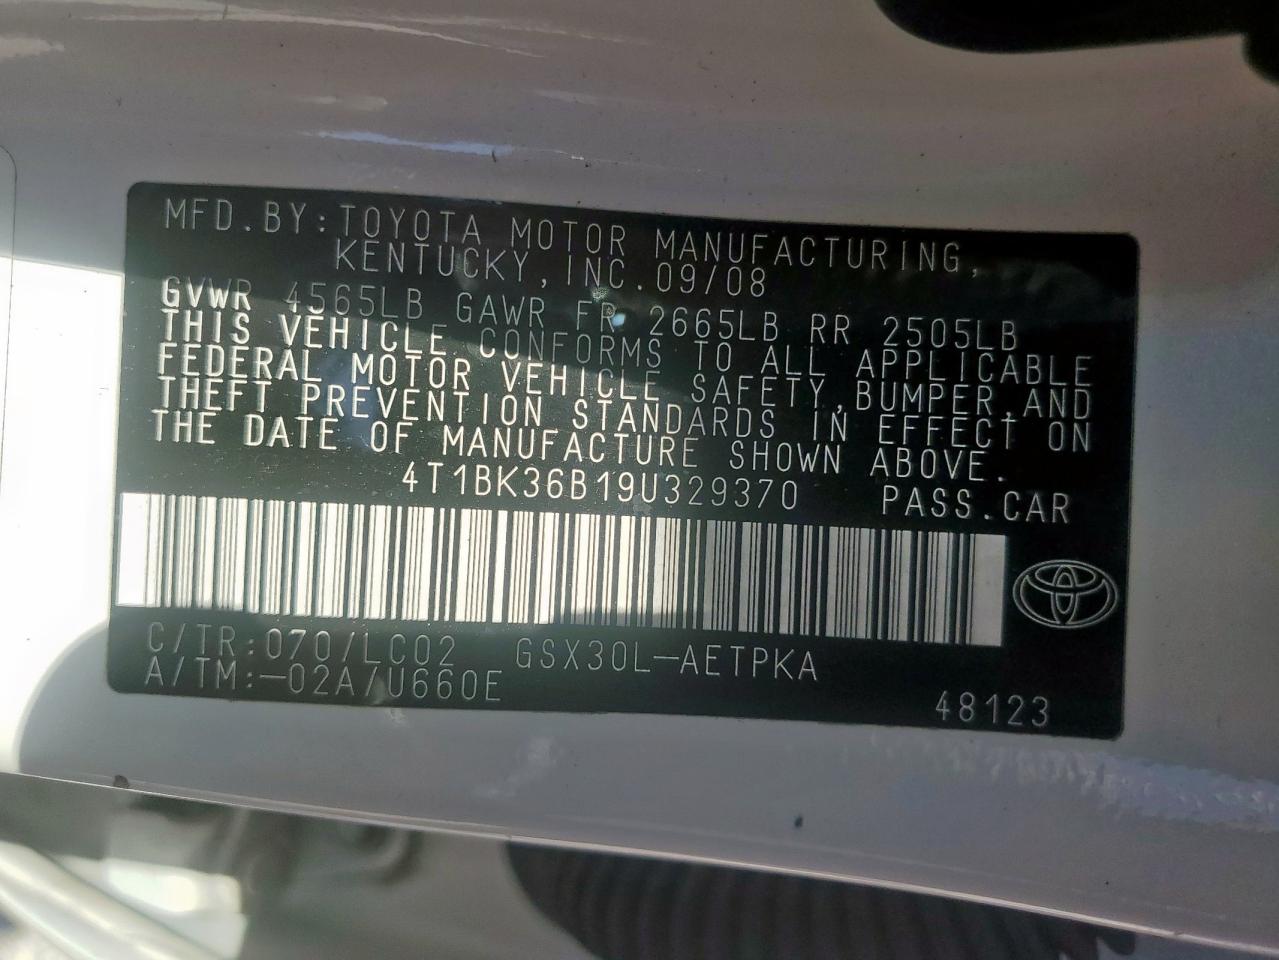 MFD.BY:TOYOTA MOTOR MANUFACTURING,
KENTUCKY,INC.09/08
GVWR 4565LB GAWR FR 2665LB RR 2505LB
THIS VEHICLE CONFORMS TO ALL APPLICABLE
FEDERAL MOTOR VEHICLE SAFETY,BUMPER,AND
THEFT PREVENTION STANDARDS IN EFFECT ON
THE DATE OF MANUFACTURE SHOWN ABOVE.
4T1BK36B19U329370 PASS.CAR
C/TR:070/LC02 GSX30L-AETPKA
A/TM:-02A/U660E
48123